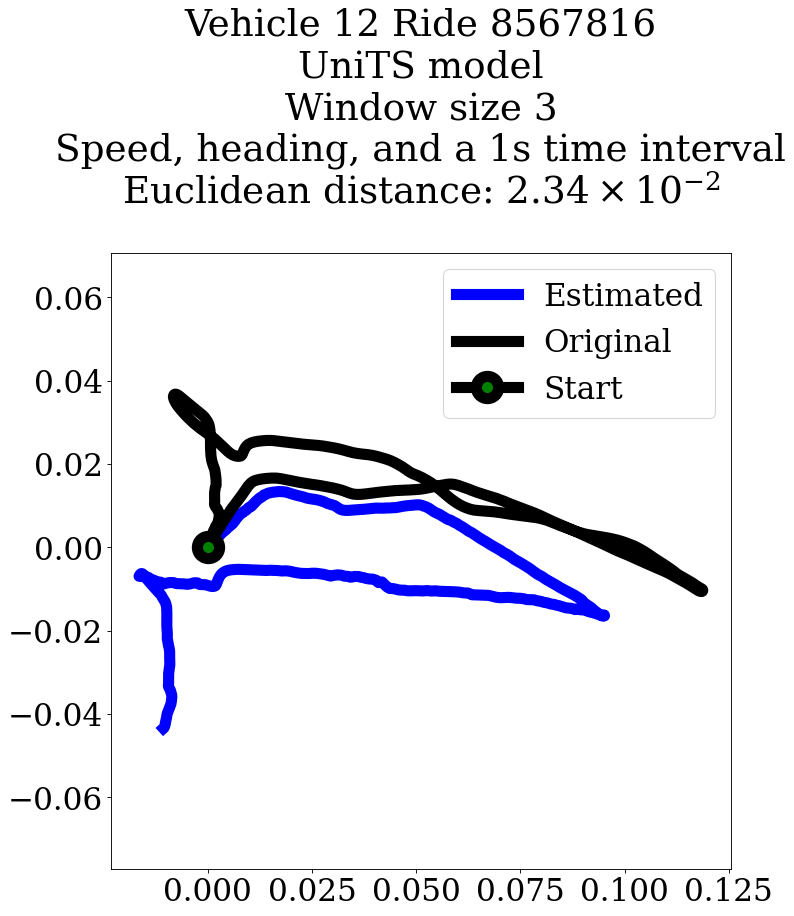 Vehicle 12 Ride 8567816
UniTS model
Window size 3
Speed, heading, and a 1s time interval
Euclidean distance: 2.34 × 10⁻²
Estimated
Original
Start
0.06
0.04
0.02
0.00
−0.02
−0.04
−0.06
0.000 0.025 0.050 0.075 0.100 0.125